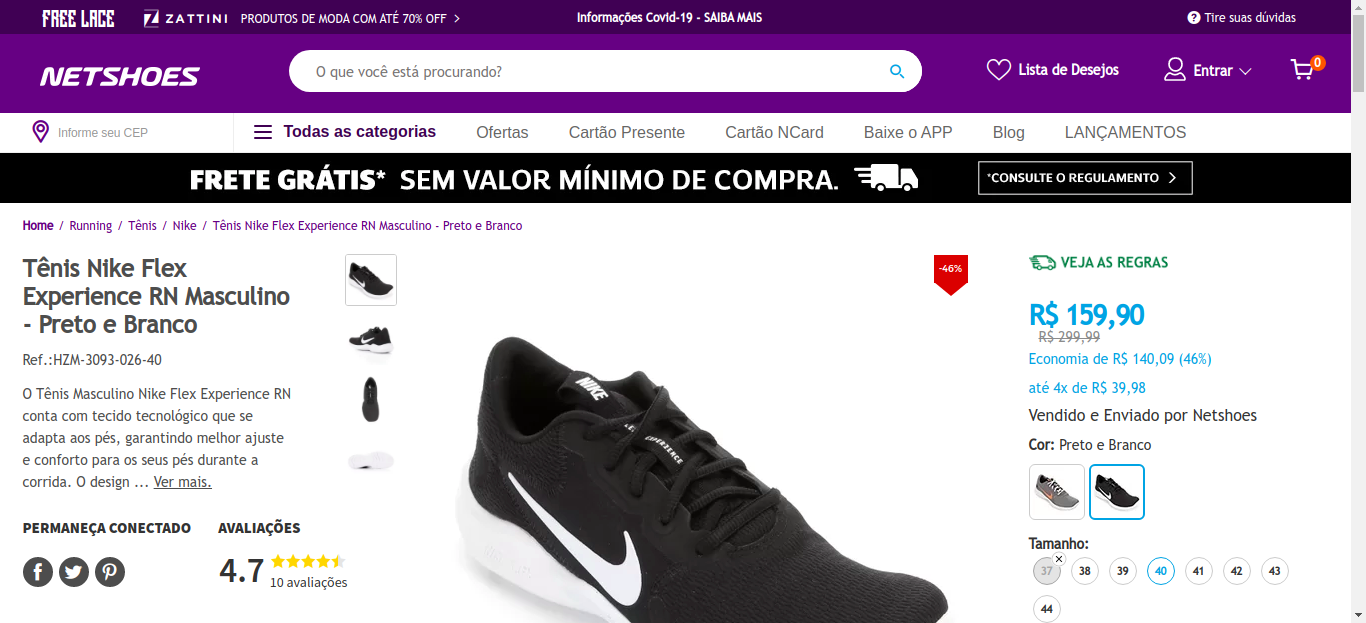 FREE LACE
ZATTINI PRODUTOS DE MODA COM ATÉ 70% OFF >
Informações Covid-19 - SAIBA MAIS
? Tire suas dúvidas
NETSHOES
O que você está procurando?
Lista de Desejos
Entrar
0
Informe seu CEP
Todas as categorias
Ofertas
Cartão Presente
Cartão NCard
Baixe o APP
Blog
LANÇAMENTOS
FRETE GRÁTIS* SEM VALOR MÍNIMO DE COMPRA.
*CONSULTE O REGULAMENTO >
Home / Running / Tênis / Nike / Tênis Nike Flex Experience RN Masculino - Preto e Branco
Tênis Nike Flex
Experience RN Masculino
- Preto e Branco
Ref.:HZM-3093-026-40
O Tênis Masculino Nike Flex Experience RN
conta com tecido tecnológico que se
adapta aos pés, garantindo melhor ajuste
e conforto para os seus pés durante a
corrida. O design ... Ver mais.
PERMANEÇA CONECTADO
AVALIAÇÕES
4.7
10 avaliações
-46%
NIKE
EXPERIENCE
VEJA AS REGRAS
R$ 159,90
R$ 299,99
Economia de R$ 140,09 (46%)
até 4x de R$ 39,98
Vendido e Enviado por Netshoes
Cor: Preto e Branco
Tamanho:
37 38 39 40 41 42 43
44